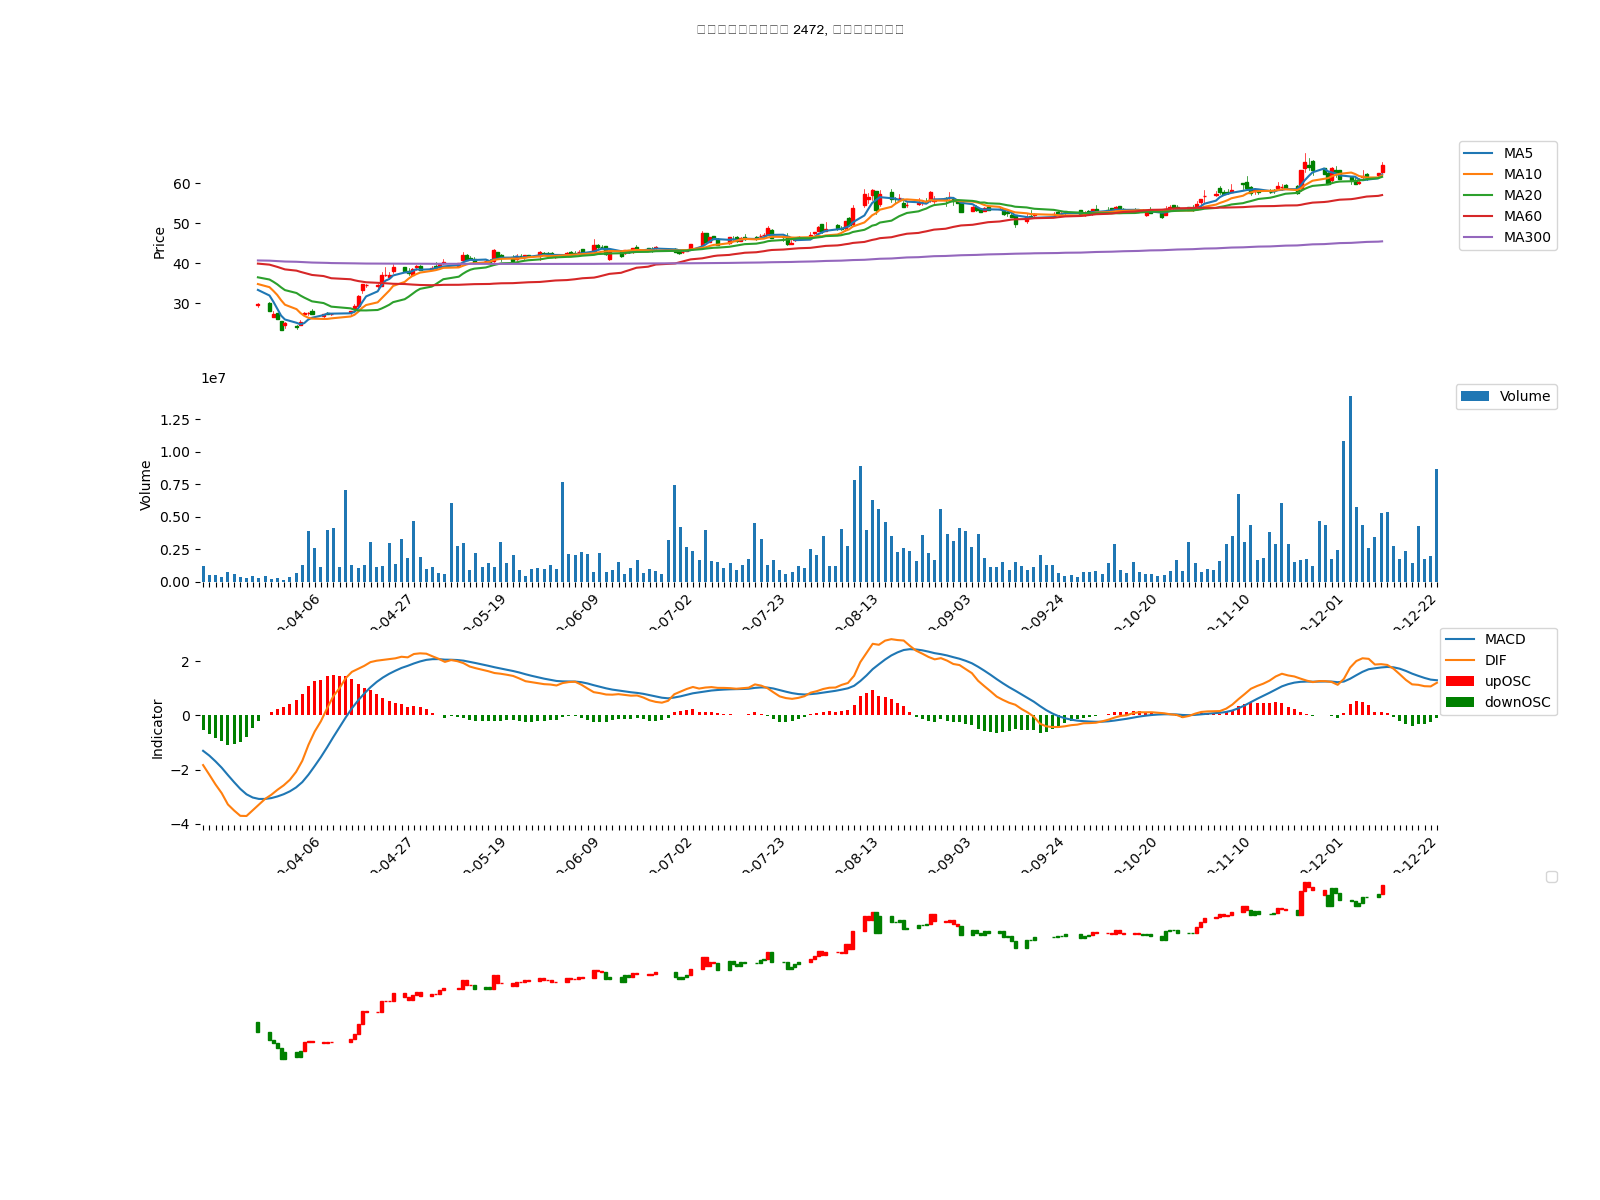 2472,
MA5
MA10
MA20
MA60
MA300
Price
60
50
40
30
1e7
Volume
Volume
1.25
1.00
0.75
0.50
0.25
0.00
-04-06
-04-27
-05-19
-06-09
-07-02
-07-23
-08-13
-09-03
-09-24
-10-20
-11-10
-12-01
-12-22
MACD
DIF
upOSC
downOSC
Indicator
2
0
−2
−4
-04-06
-04-27
-05-19
-06-09
-07-02
-07-23
-08-13
-09-03
-09-24
-10-20
-11-10
-12-01
-12-22